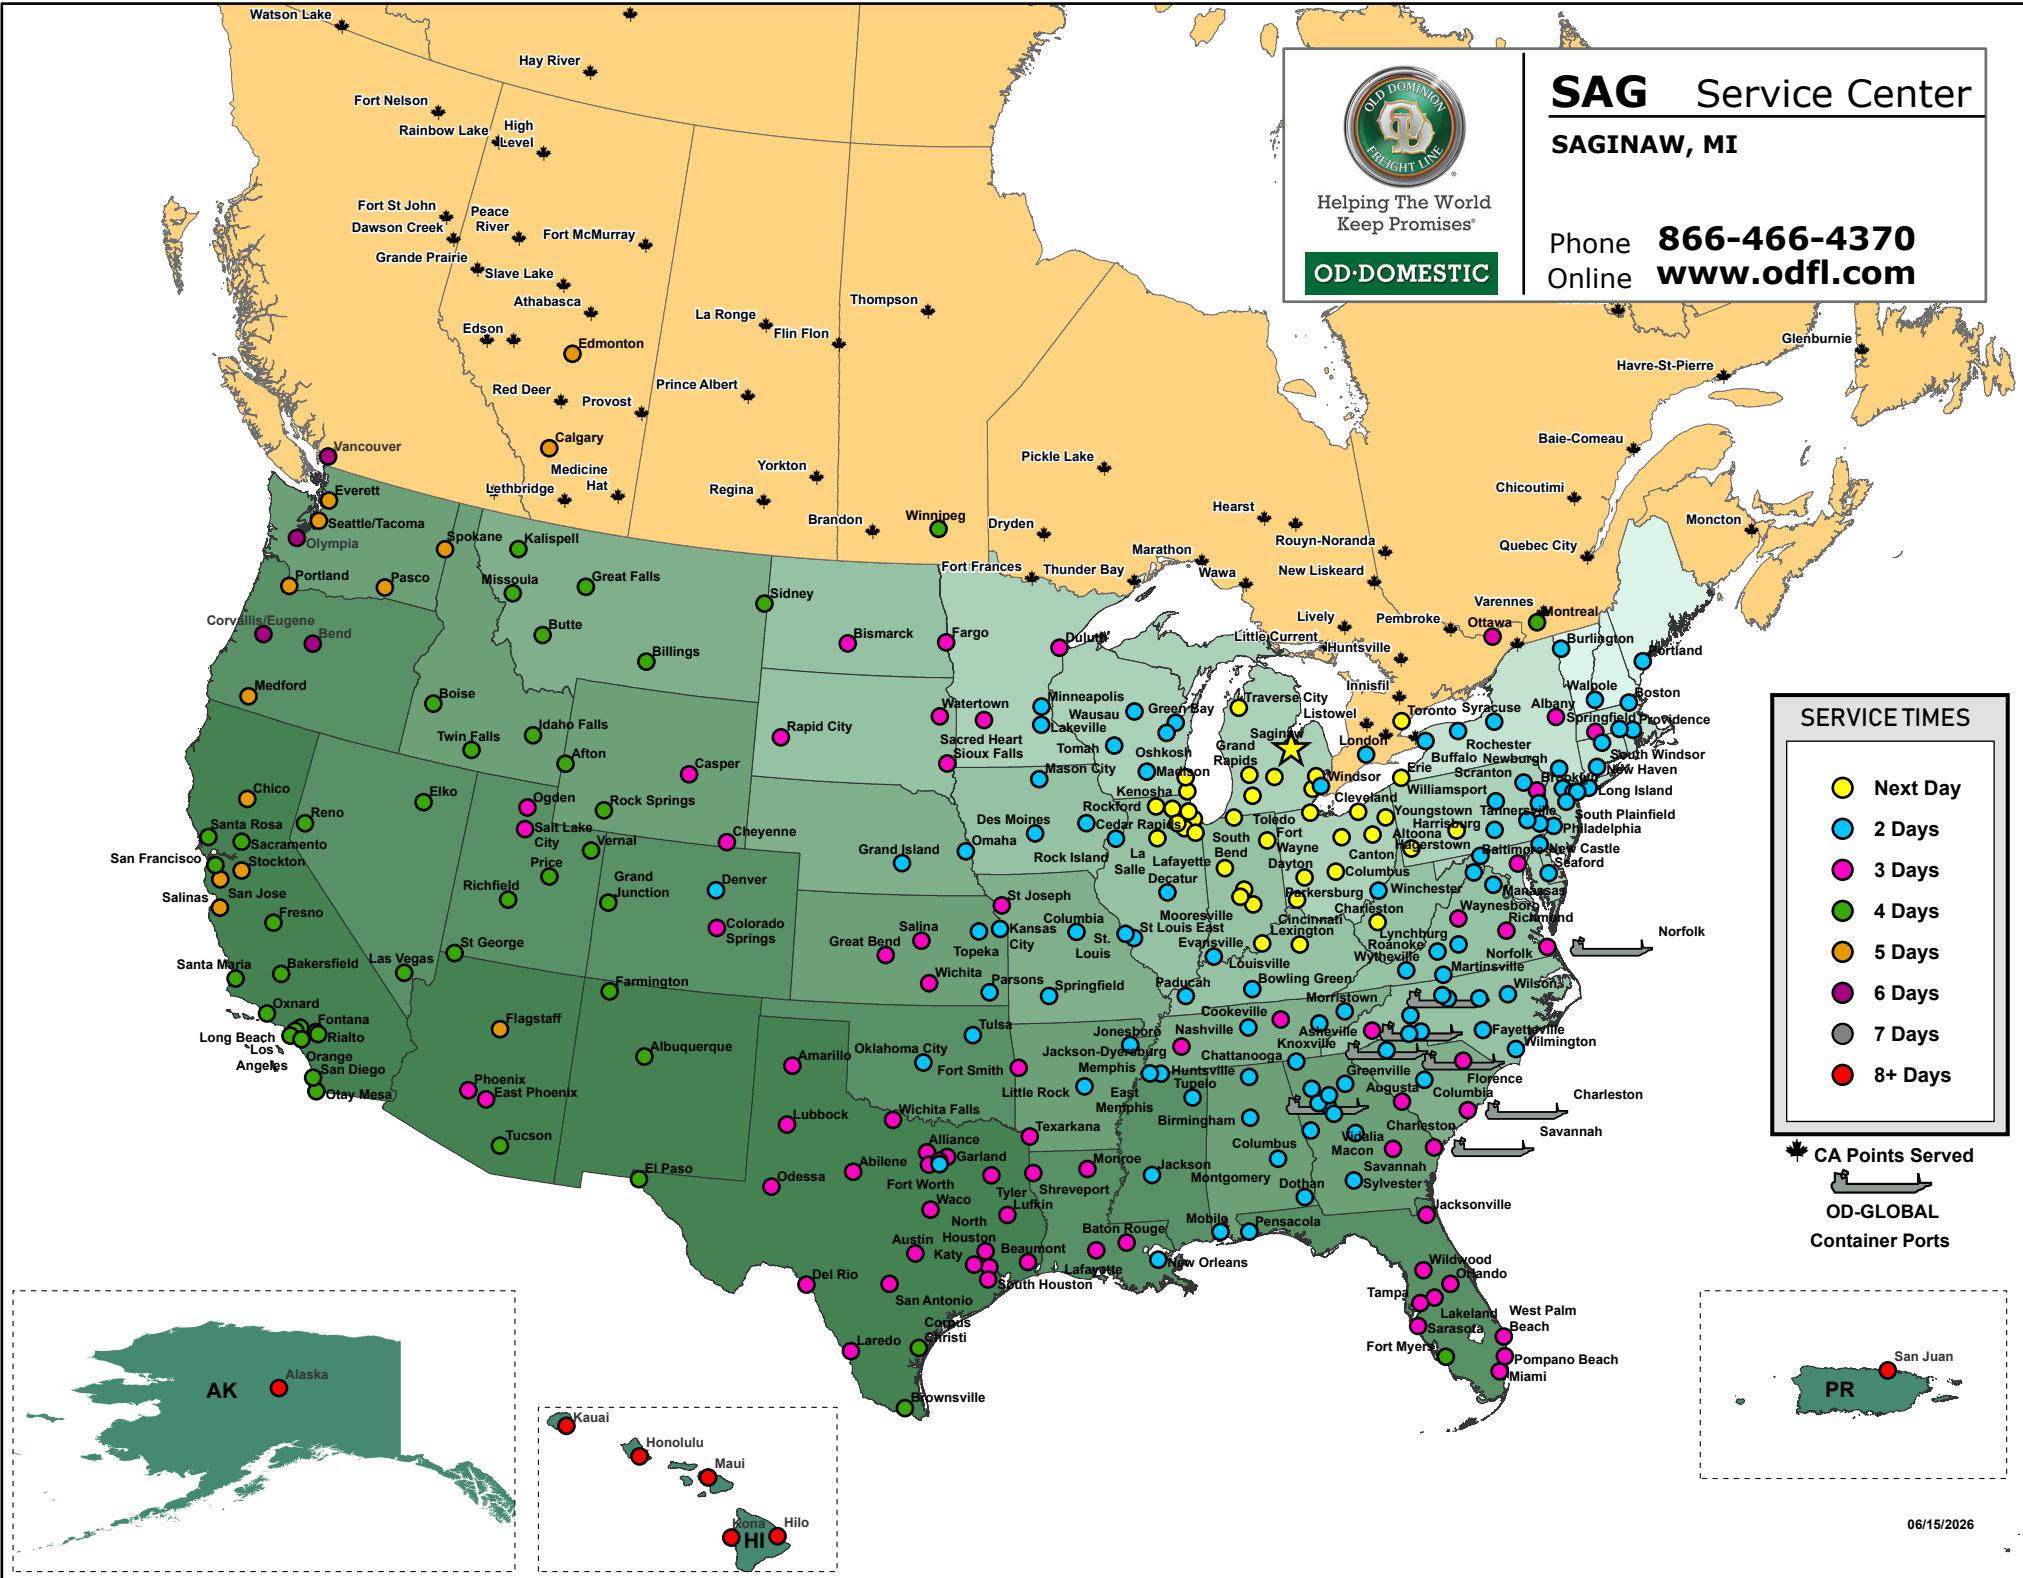 Watson Lake
Hay River
Fort Nelson
Rainbow Lake
High
Level
Fort St John
Dawson Creek
Peace
River
Fort McMurray
Grande Prairie
Slave Lake
Athabasca
Edson
Edmonton
La Ronge
Flin Flon
Thompson
Red Deer
Provost
Prince Albert
Calgary
Medicine
Hat
Lethbridge
Yorkton
Regina
Brandon
Winnipeg
Dryden
Pickle Lake
Fort Frances
Thunder Bay
Marathon
Wawa
Hearst
Rouyn-Noranda
New Liskeard
Lively
Pembroke
Little Current
Huntsville
Innisfil
Listowel
Toronto
London
Windsor
Ottawa
Varennes
Montreal
Quebec City
Chicoutimi
Baie-Comeau
Havre-St-Pierre
Glenburnie
Moncton
OLD DOMINION
FREIGHT LINE
Helping The World
Keep Promises®
OD·DOMESTIC
SAG Service Center
SAGINAW, MI
Phone 866-466-4370
Online www.odfl.com
Vancouver
Everett
Seattle/Tacoma
Olympia
Spokane
Portland
Pasco
Corvallis/Eugene
Bend
Medford
Kalispell
Missoula
Great Falls
Butte
Billings
Sidney
Boise
Twin Falls
Idaho Falls
Afton
Casper
Rock Springs
Cheyenne
Bismarck
Fargo
Duluth
Watertown
Sacred Heart
Sioux Falls
Rapid City
Minneapolis
Lakeville
Wausau
Green Bay
Tomah
Oshkosh
Mason City
Madison
Kenosha
Rockford
Traverse City
Saginaw
Grand
Rapids
Chico
Reno
Elko
Santa Rosa
Sacramento
San Francisco
Stockton
San Jose
Salinas
Fresno
Santa Maria
Bakersfield
Las Vegas
Oxnard
Fontana
Rialto
Long Beach
Los
Angeles
Orange
San Diego
Otay Mesa
Ogden
Salt Lake
City
Vernal
Price
Richfield
St George
Grand
Junction
Denver
Colorado
Springs
Farmington
Flagstaff
Albuquerque
Phoenix
East Phoenix
Tucson
El Paso
Grand Island
Omaha
Des Moines
Cedar Rapids
Rock Island
La
Salle
Decatur
St Joseph
Kansas
City
Topeka
Salina
Great Bend
Wichita
Parsons
Columbia
St.
Louis
St Louis East
Springfield
Tulsa
Oklahoma City
Fort Smith
Little Rock
Jonesboro
Amarillo
Lubbock
Wichita Falls
Alliance
Garland
Fort Worth
Abilene
Odessa
Texarkana
Tyler
Lufkin
Waco
North
Houston
Austin
Katy
Beaumont
South Houston
Del Rio
San Antonio
Laredo
Corpus
Christi
Brownsville
Monroe
Shreveport
Baton Rouge
Lafayette
New Orleans
Jackson
Jackson-Dyersburg
Memphis
East
Memphis
Tupelo
Huntsville
Birmingham
Montgomery
Mobile
Pensacola
Dothan
Columbus
Macon
Vidalia
Savannah
Sylvester
Jacksonville
Wildwood
Orlando
Tampa
Lakeland
Sarasota
Fort Myers
West Palm
Beach
Pompano Beach
Miami
South
Bend
Lafayette
Fort
Wayne
Toledo
Mooresville
Evansville
Louisville
Paducah
Bowling Green
Nashville
Cookeville
Chattanooga
Knoxville
Morristown
Asheville
Greenville
Augusta
Columbia
Charleston
Florence
Cleveland
Youngstown
Canton
Columbus
Dayton
Cincinnati
Lexington
Parkersburg
Charleston
Winchester
Erie
Buffalo
Rochester
Syracuse
Albany
Burlington
Portland
Walpole
Boston
Springfield
Providence
South Windsor
New Haven
Newburgh
Scranton
Brooklyn
Long Island
Williamsport
Tannersville
South Plainfield
Harrisburg
Philadelphia
Altoona
Hagerstown
Baltimore
New Castle
Seaford
Manassas
Waynesboro
Richmond
Lynchburg
Roanoke
Wytheville
Norfolk
Martinsville
Wilson
Fayetteville
Wilmington
Norfolk
Charleston
Savannah
SERVICE TIMES
Next Day
2 Days
3 Days
4 Days
5 Days
6 Days
7 Days
8+ Days
CA Points Served
OD-GLOBAL
Container Ports
AK
Alaska
Kauai
Honolulu
Maui
Kona
Hilo
HI
San Juan
PR
06/15/2026